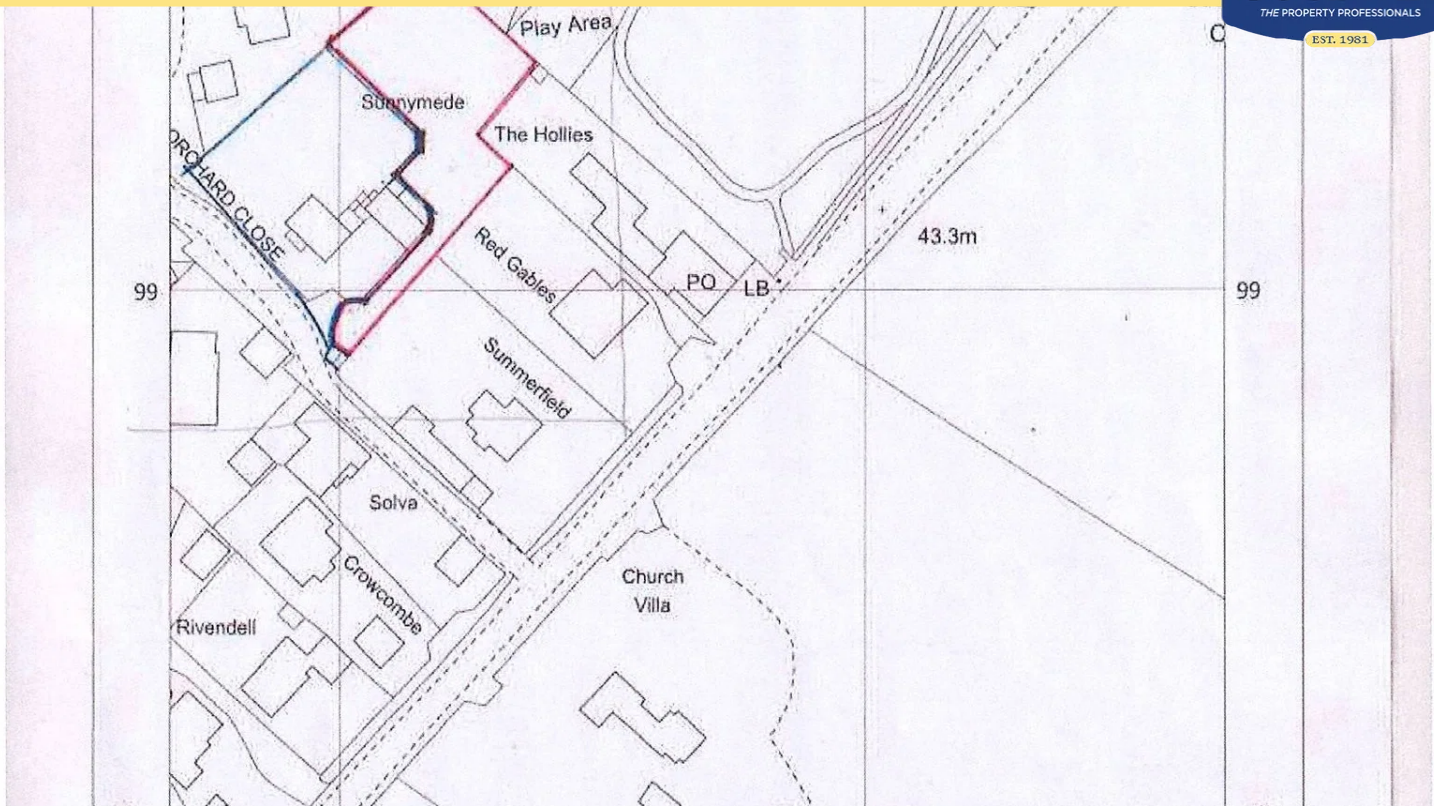 THE PROPERTY PROFESSIONALS
EST. 1981
Play Area
Sunnymede
The Hollies
ORCHARD CLOSE
43.3m
Red Gables
PO
LB
99
99
Summerfield
Solva
Church
Villa
Crowcombe
Rivendell